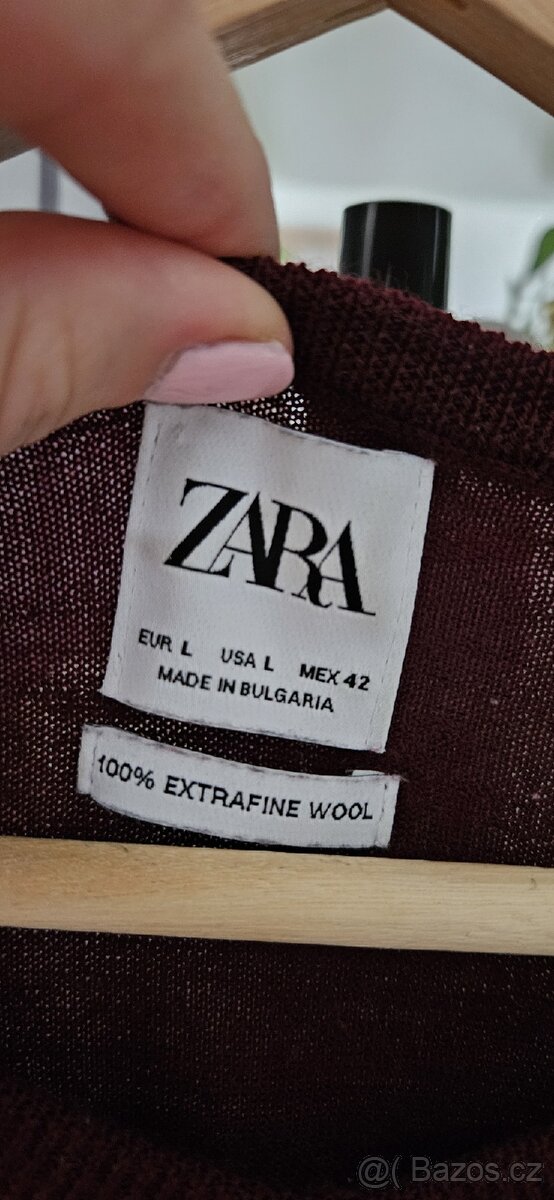 ZARA
EUR L USA L MEX 42
MADE IN BULGARIA
100% EXTRAFINE WOOL
@( Bazos.cz